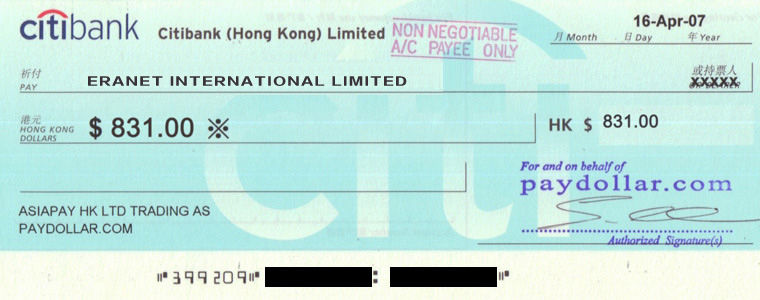 citibank Citibank (Hong Kong) Limited
NON NEGOTIABLE
A/C PAYEE ONLY
16-Apr-07
月 Month 日 Day 年 Year
祈付
PAY
ERANET INTERNATIONAL LIMITED
或持票人
XXXXX
港元
HONG KONG
DOLLARS
$ 831.00 ※
HK $ 831.00
For and on behalf of
paydollar.com
Authorized Signature(s)
ASIAPAY HK LTD TRADING AS
PAYDOLLAR.COM
⑈399209⑈ : ⑈